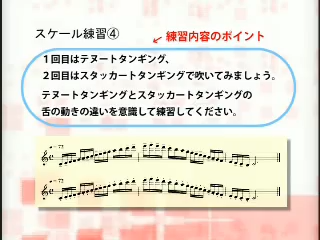 スケール練習④
練習内容のポイント
１回目はテヌートタンギング、
２回目はスタッカートタンギングで吹いてみましょう。
テヌートタンギングとスタッカートタンギングの
舌の動きの違いを意識して練習してください。